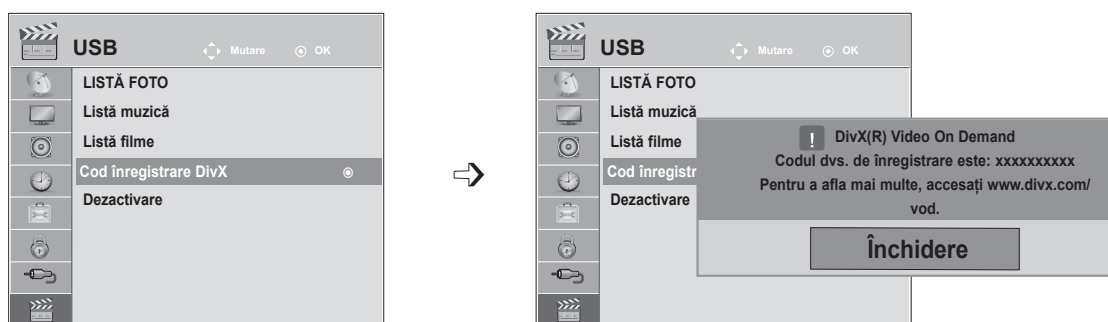 USB Mutare OK
LISTĂ FOTO
Listă muzică
Listă filme
Cod înregistrare DivX
Dezactivare
USB Mutare OK
LISTĂ FOTO
Listă muzică
Listă filme
Cod înregistr
Dezactivare
! DivX(R) Video On Demand
Codul dvs. de înregistrare este: xxxxxxxxxx
Pentru a afla mai multe, accesați www.divx.com/
vod.
Închidere